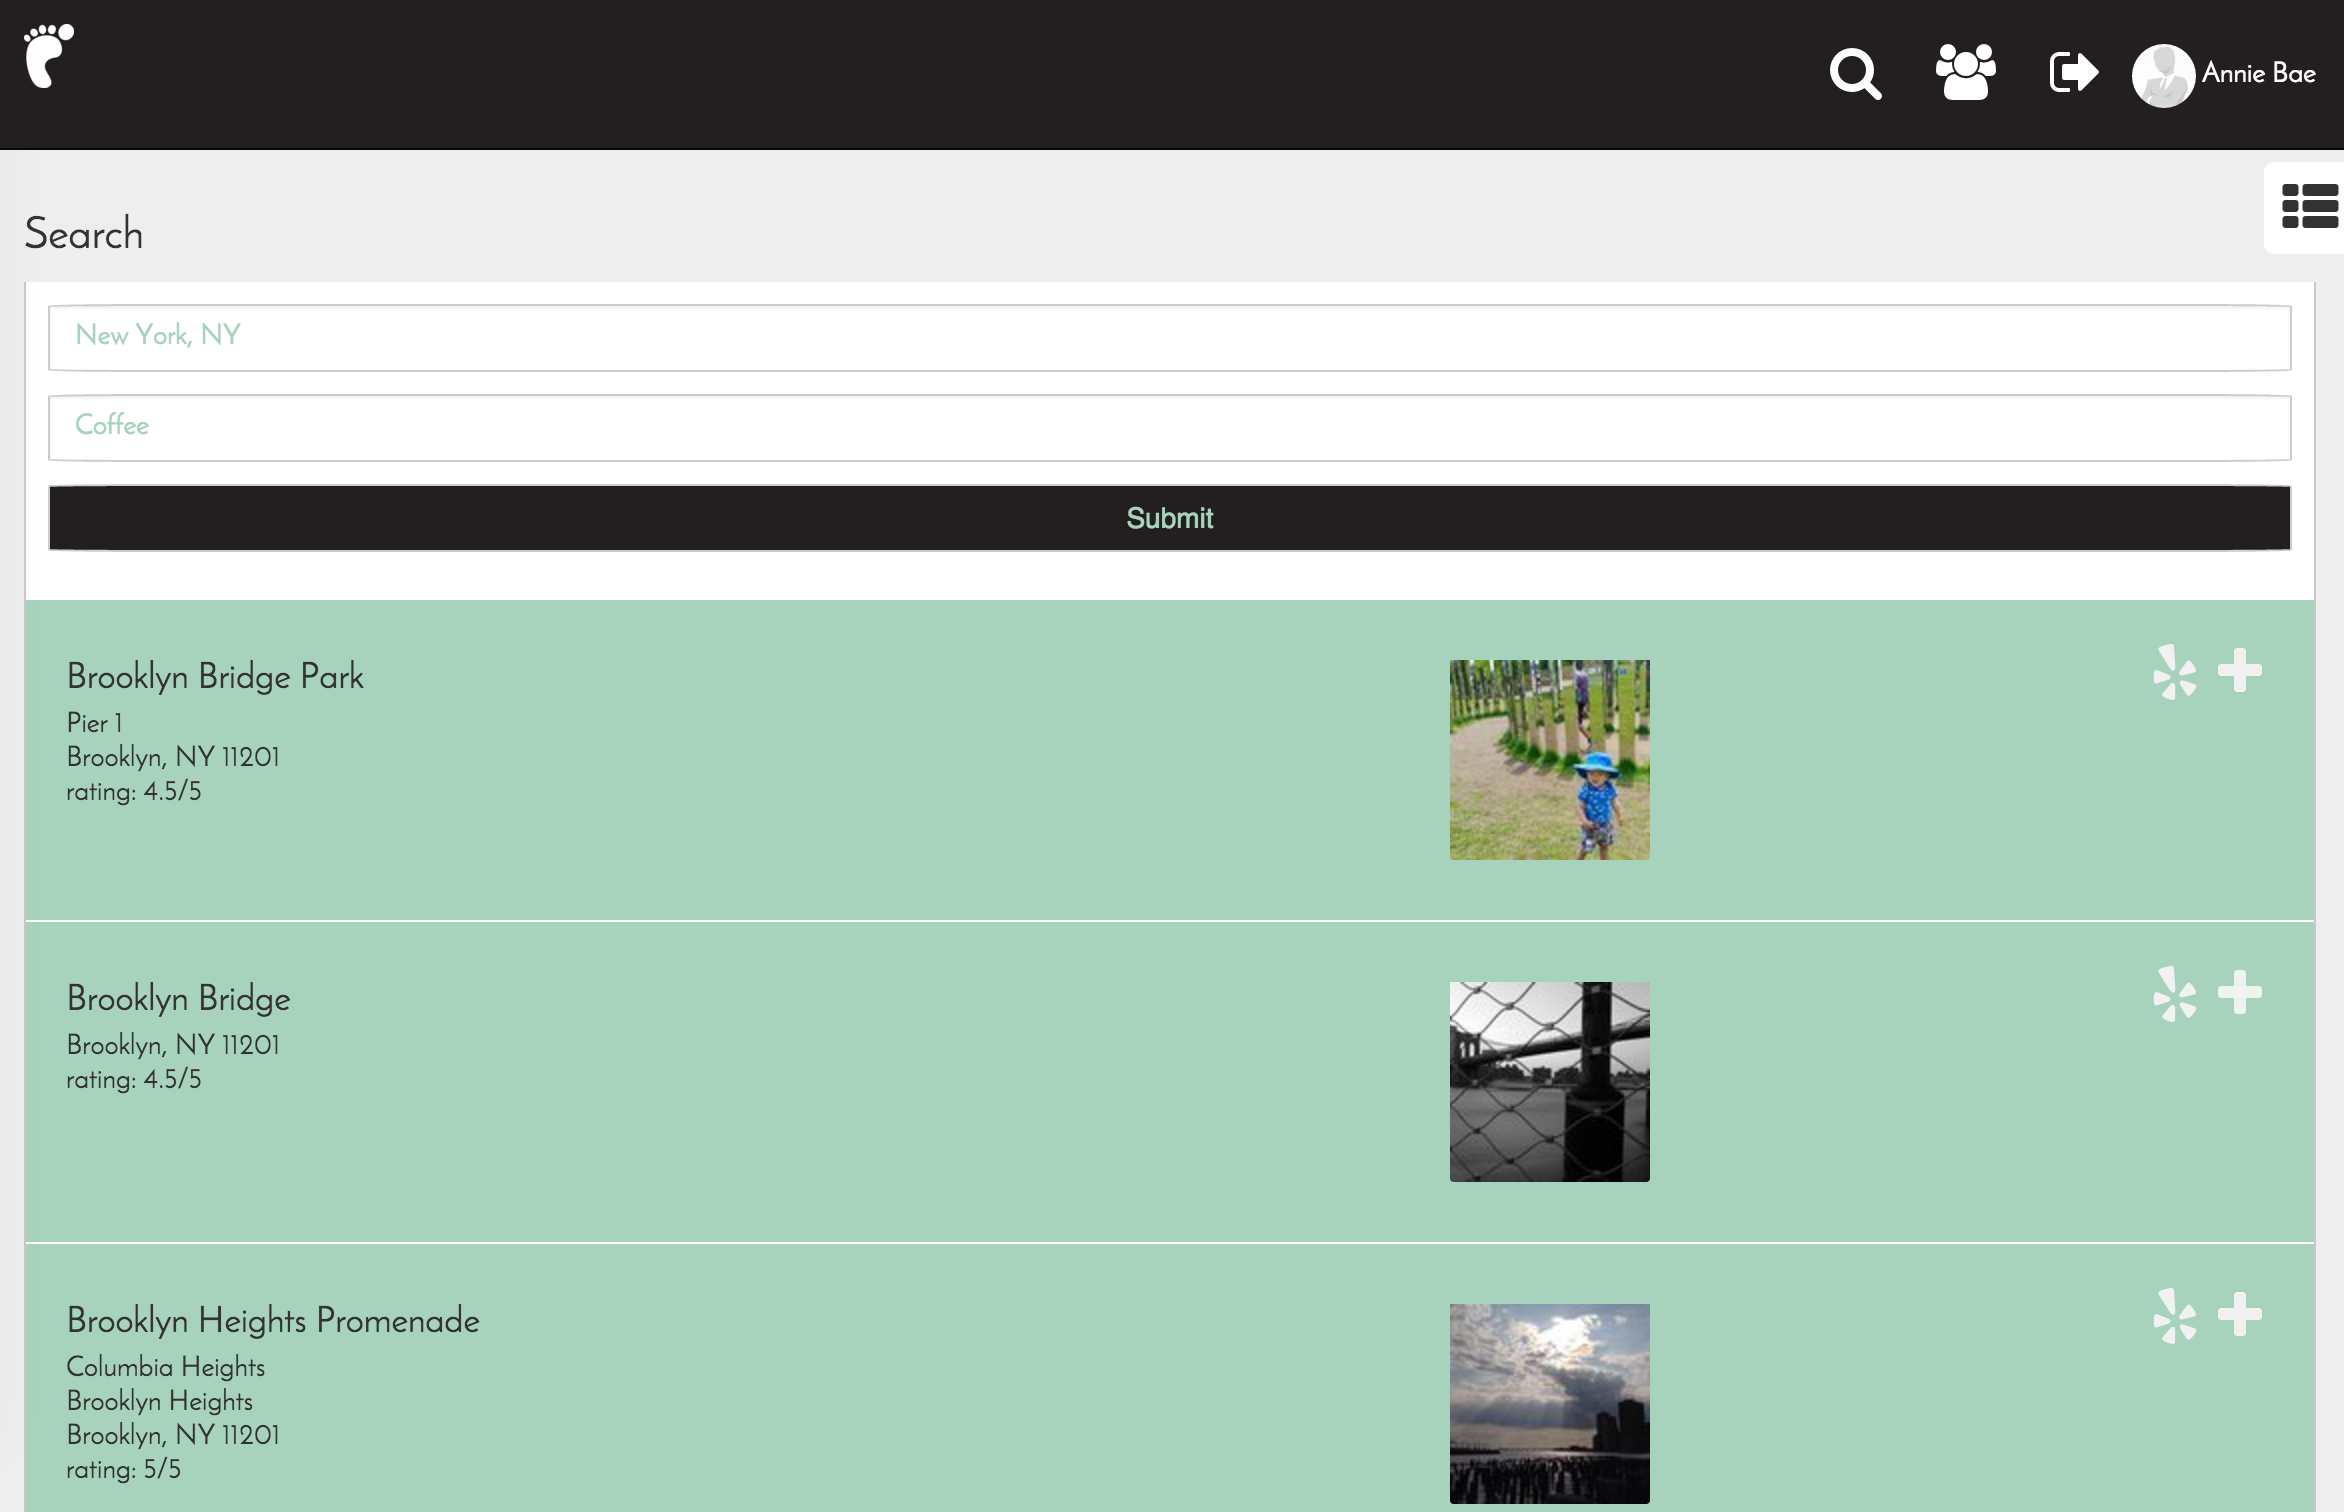 Annie Bae
Search
New York, NY
Coffee
Submit
Brooklyn Bridge Park
Pier 1
Brooklyn, NY 11201
rating: 4.5/5
Brooklyn Bridge
Brooklyn, NY 11201
rating: 4.5/5
Brooklyn Heights Promenade
Columbia Heights
Brooklyn Heights
Brooklyn, NY 11201
rating: 5/5